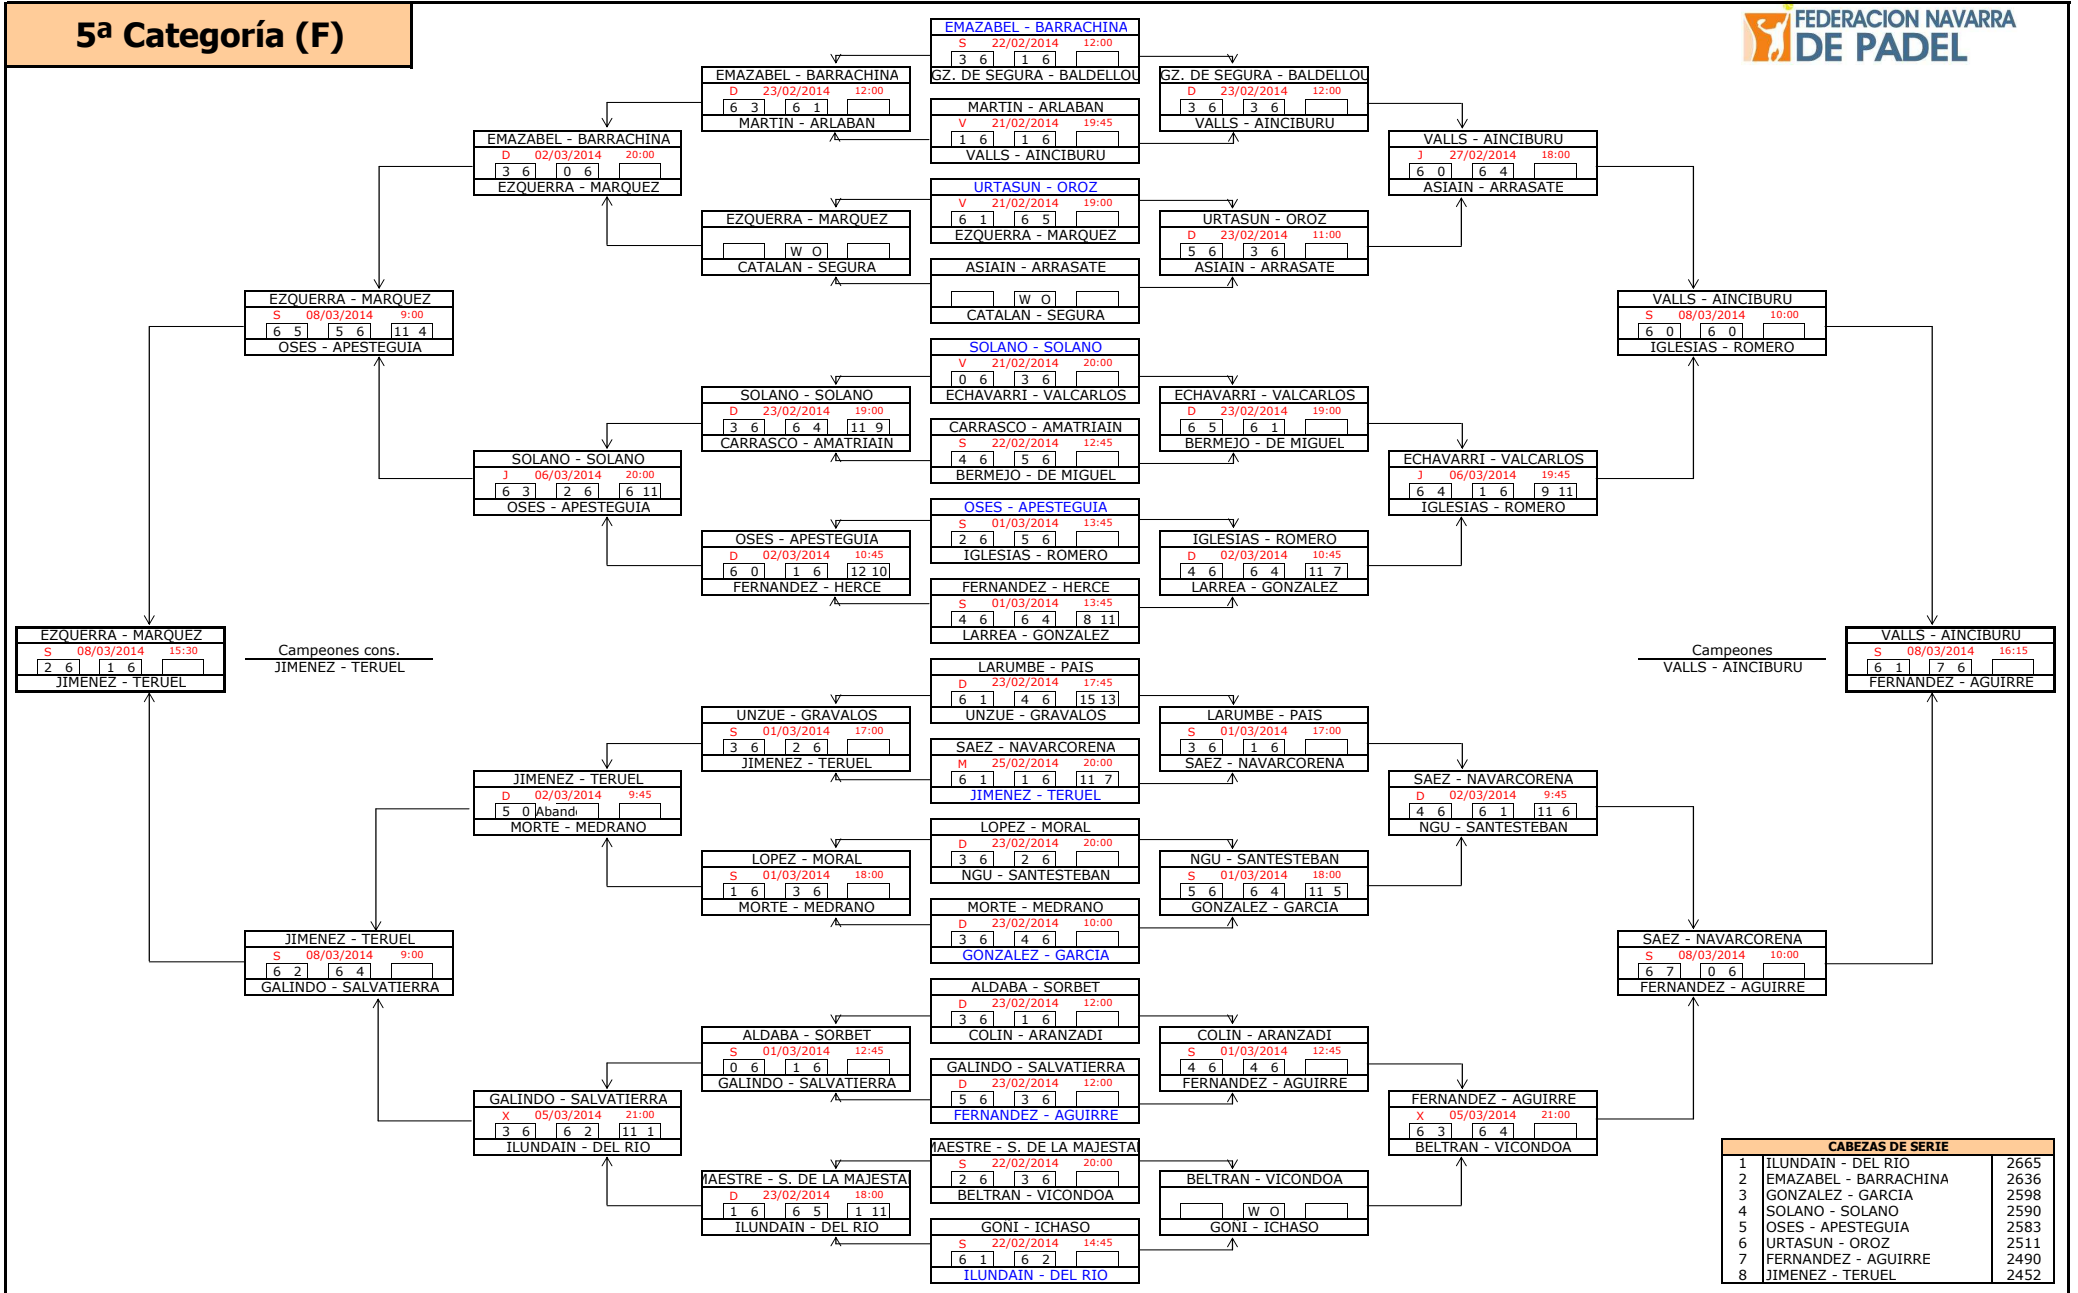 5ª Categoría (F)
FEDERACION NAVARRA
DE PADEL
EZQUERRA - MARQUEZ
S 08/03/2014 15:30
2 6 1 6
JIMENEZ - TERUEL
Campeones cons.
JIMENEZ - TERUEL
EZQUERRA - MARQUEZ
S 08/03/2014 9:00
6 5 5 6 11 4
OSES - APESTEGUIA
JIMENEZ - TERUEL
S 08/03/2014 9:00
6 2 6 4
GALINDO - SALVATIERRA
EMAZABEL - BARRACHINA
D 02/03/2014 20:00
3 6 0 6
EZQUERRA - MARQUEZ
SOLANO - SOLANO
J 06/03/2014 20:00
6 3 2 6 6 11
OSES - APESTEGUIA
JIMENEZ - TERUEL
D 02/03/2014 9:45
5 0 Aband
MORTE - MEDRANO
GALINDO - SALVATIERRA
X 05/03/2014 21:00
3 6 6 2 11 1
ILUNDAIN - DEL RIO
EMAZABEL - BARRACHINA
D 23/02/2014 12:00
6 3 6 1
MARTIN - ARLABAN
EZQUERRA - MARQUEZ
W O
CATALAN - SEGURA
SOLANO - SOLANO
D 23/02/2014 19:00
3 6 6 4 11 9
CARRASCO - AMATRIAIN
OSES - APESTEGUIA
D 02/03/2014 10:45
6 0 1 6 12 10
FERNANDEZ - HERCE
UNZUE - GRAVALOS
S 01/03/2014 17:00
3 6 2 6
JIMENEZ - TERUEL
LOPEZ - MORAL
S 01/03/2014 18:00
1 6 3 6
MORTE - MEDRANO
ALDABA - SORBET
S 01/03/2014 12:45
0 6 1 6
GALINDO - SALVATIERRA
MAESTRE - S. DE LA MAJESTA
D 23/02/2014 18:00
1 6 6 5 1 11
ILUNDAIN - DEL RIO
EMAZABEL - BARRACHINA
S 22/02/2014 12:00
3 6 1 6
GZ. DE SEGURA - BALDELLOU
MARTIN - ARLABAN
V 21/02/2014 19:45
1 6 1 6
VALLS - AINCIBURU
URTASUN - OROZ
V 21/02/2014 19:00
6 1 6 5
EZQUERRA - MARQUEZ
ASIAIN - ARRASATE
W O
CATALAN - SEGURA
SOLANO - SOLANO
V 21/02/2014 20:00
0 6 3 6
ECHAVARRI - VALCARLOS
CARRASCO - AMATRIAIN
S 22/02/2014 12:45
4 6 5 6
BERMEJO - DE MIGUEL
OSES - APESTEGUIA
S 01/03/2014 13:45
2 6 5 6
IGLESIAS - ROMERO
FERNANDEZ - HERCE
S 01/03/2014 13:45
4 6 6 4 8 11
LARREA - GONZALEZ
LARUMBE - PAIS
D 23/02/2014 17:45
6 1 4 6 15 13
UNZUE - GRAVALOS
SAEZ - NAVARCORENA
M 25/02/2014 20:00
6 1 1 6 11 7
JIMENEZ - TERUEL
LOPEZ - MORAL
D 23/02/2014 20:00
3 6 2 6
NGU - SANTESTEBAN
MORTE - MEDRANO
D 23/02/2014 10:00
3 6 4 6
GONZALEZ - GARCIA
ALDABA - SORBET
D 23/02/2014 12:00
3 6 1 6
COLIN - ARANZADI
GALINDO - SALVATIERRA
D 23/02/2014 12:00
5 6 3 6
FERNANDEZ - AGUIRRE
MAESTRE - S. DE LA MAJESTA
S 22/02/2014 20:00
2 6 3 6
BELTRAN - VICONDOA
GOÑI - ICHASO
S 22/02/2014 14:45
6 1 6 2
ILUNDAIN - DEL RIO
GZ. DE SEGURA - BALDELLOU
D 23/02/2014 12:00
3 6 3 6
VALLS - AINCIBURU
URTASUN - OROZ
D 23/02/2014 11:00
5 6 3 6
ASIAIN - ARRASATE
ECHAVARRI - VALCARLOS
D 23/02/2014 19:00
6 5 6 1
BERMEJO - DE MIGUEL
IGLESIAS - ROMERO
D 02/03/2014 10:45
4 6 6 4 11 7
LARREA - GONZALEZ
LARUMBE - PAIS
S 01/03/2014 17:00
3 6 1 6
SAEZ - NAVARCORENA
NGU - SANTESTEBAN
S 01/03/2014 18:00
5 6 6 4 11 5
GONZALEZ - GARCIA
COLIN - ARANZADI
S 01/03/2014 12:45
4 6 4 6
FERNANDEZ - AGUIRRE
BELTRAN - VICONDOA
W O
GOÑI - ICHASO
VALLS - AINCIBURU
J 27/02/2014 18:00
6 0 6 4
ASIAIN - ARRASATE
ECHAVARRI - VALCARLOS
J 06/03/2014 19:45
6 4 1 6 9 11
IGLESIAS - ROMERO
SAEZ - NAVARCORENA
D 02/03/2014 9:45
4 6 6 1 11 6
NGU - SANTESTEBAN
FERNANDEZ - AGUIRRE
X 05/03/2014 21:00
6 3 6 4
BELTRAN - VICONDOA
VALLS - AINCIBURU
S 08/03/2014 10:00
6 0 6 0
IGLESIAS - ROMERO
SAEZ - NAVARCORENA
S 08/03/2014 10:00
6 7 0 6
FERNANDEZ - AGUIRRE
Campeones
VALLS - AINCIBURU
VALLS - AINCIBURU
S 08/03/2014 16:15
6 1 7 6
FERNANDEZ - AGUIRRE
CABEZAS DE SERIE
1 ILUNDAIN - DEL RIO 2665
2 EMAZABEL - BARRACHINA 2636
3 GONZALEZ - GARCIA 2598
4 SOLANO - SOLANO 2590
5 OSES - APESTEGUIA 2583
6 URTASUN - OROZ 2511
7 FERNANDEZ - AGUIRRE 2490
8 JIMENEZ - TERUEL 2452